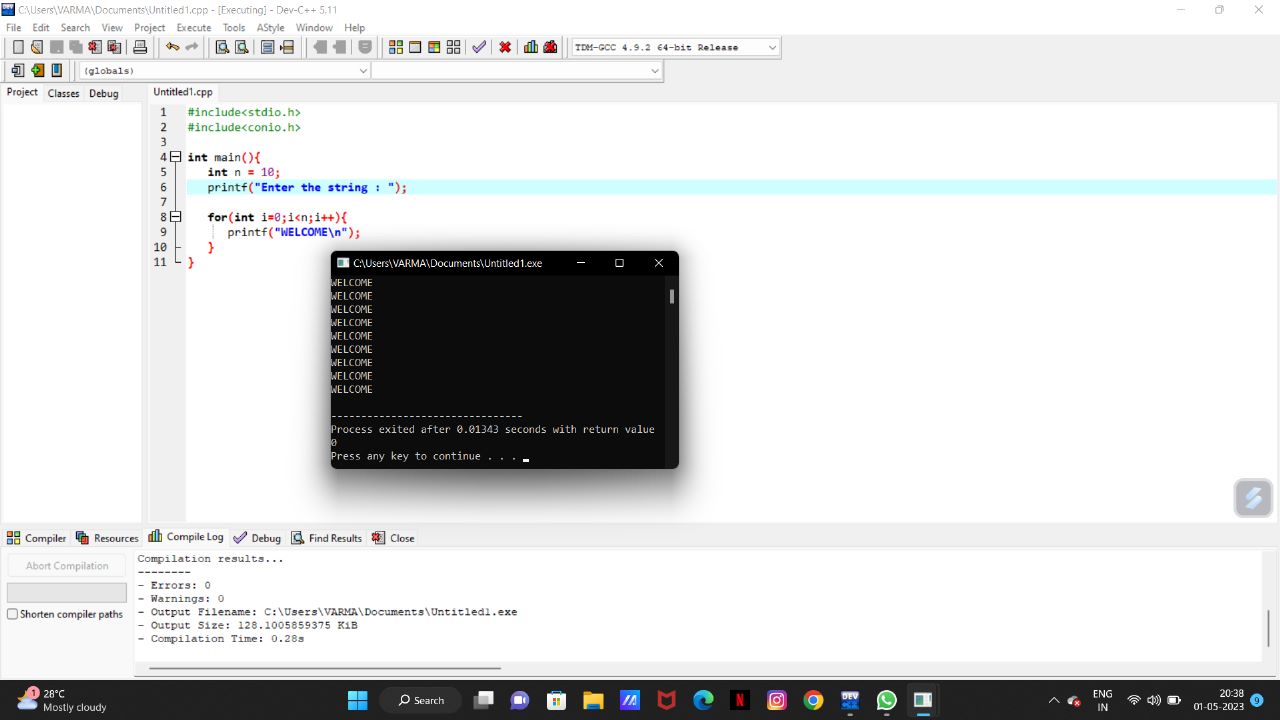 C:\Users\VARMA\Documents\Untitled1.cpp - [Executing] - Dev-C++ 5.11
File Edit Search View Project Execute Tools AStyle Window Help
TDM-GCC 4.9.2 64-bit Release
(globals)
Project Classes Debug
Untitled1.cpp
1 #include<stdio.h>
2 #include<conio.h>
3
4 int main(){
5 int n = 10;
6 printf("Enter the string : ");
7
8 for(int i=0;i<n;i++){
9 printf("WELCOME\n");
10 }
11 }
C:\Users\VARMA\Documents\Untitled1.exe
WELCOME
WELCOME
WELCOME
WELCOME
WELCOME
WELCOME
WELCOME
WELCOME
WELCOME
--------------------------------
Process exited after 0.01343 seconds with return value
0
Press any key to continue . . .
Compiler Resources Compile Log Debug Find Results Close
Abort Compilation
Shorten compiler paths
Compilation results...
--------
- Errors: 0
- Warnings: 0
- Output Filename: C:\Users\VARMA\Documents\Untitled1.exe
- Output Size: 128.1005859375 KiB
- Compilation Time: 0.28s
1
28°C
Mostly cloudy
Search
N
DEV
ENG
IN
20:38
01-05-2023
9